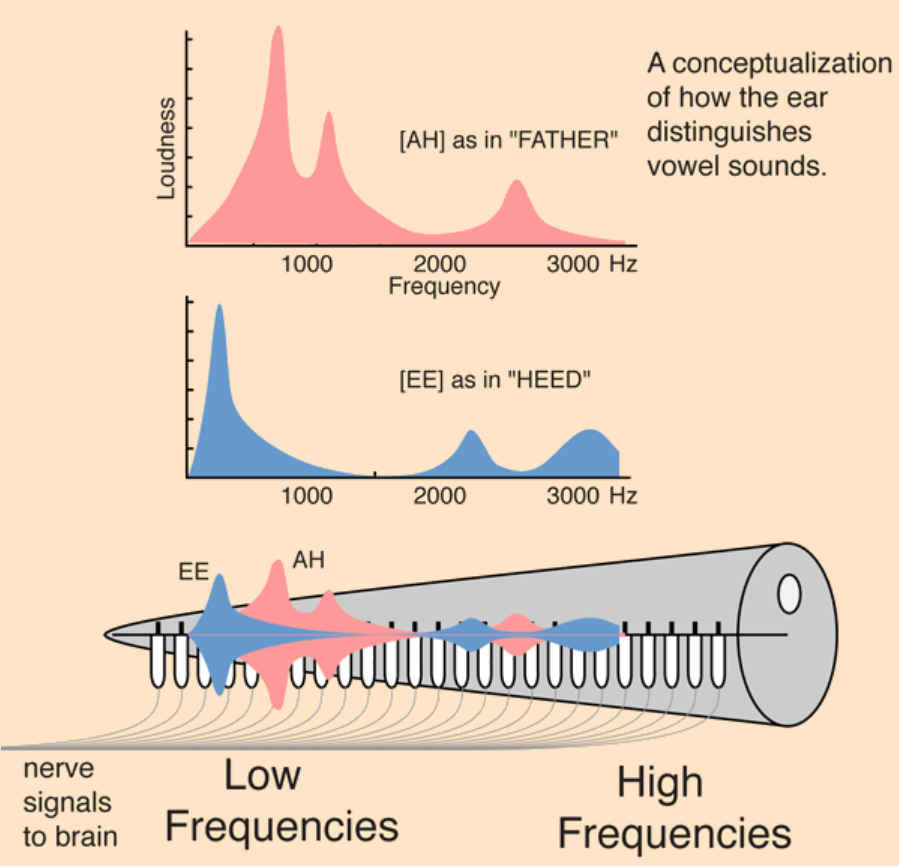 A conceptualization
of how the ear
distinguishes
vowel sounds.
Loudness
[AH] as in "FATHER"
1000 2000 3000 Hz
Frequency
[EE] as in "HEED"
1000 2000 3000 Hz
EE AH
nerve
signals
to brain
Low
Frequencies
High
Frequencies